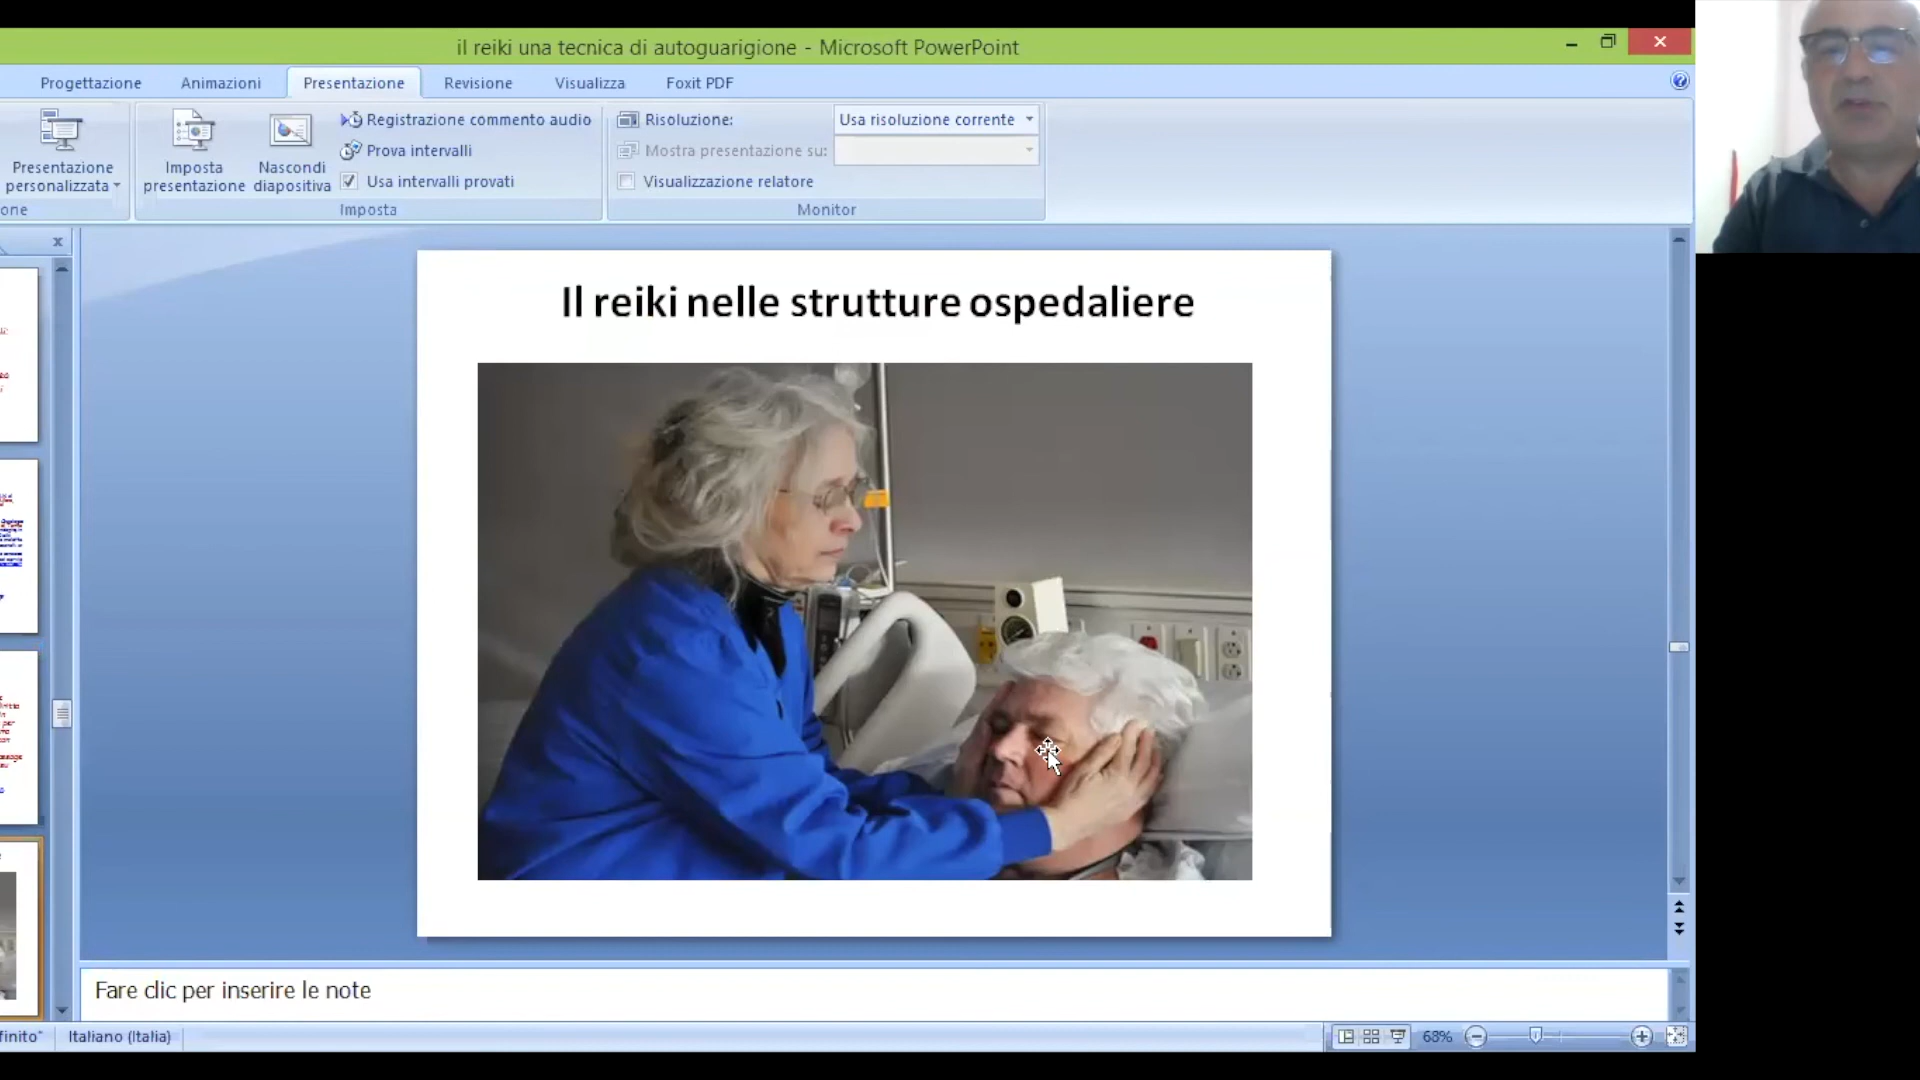 il reiki una tecnica di autoguarigione - Microsoft PowerPoint
Progettazione Animazioni Presentazione Revisione Visualizza Foxit PDF
Presentazione personalizzata
Imposta presentazione
Nascondi diapositiva
Registrazione commento audio
Prova intervalli
Usa intervalli provati
Risoluzione: Usa risoluzione corrente
Mostra presentazione su:
Visualizzazione relatore
one Imposta Monitor
Il reiki nelle strutture ospedaliere
Fare clic per inserire le note
finito" Italiano (Italia) 68%